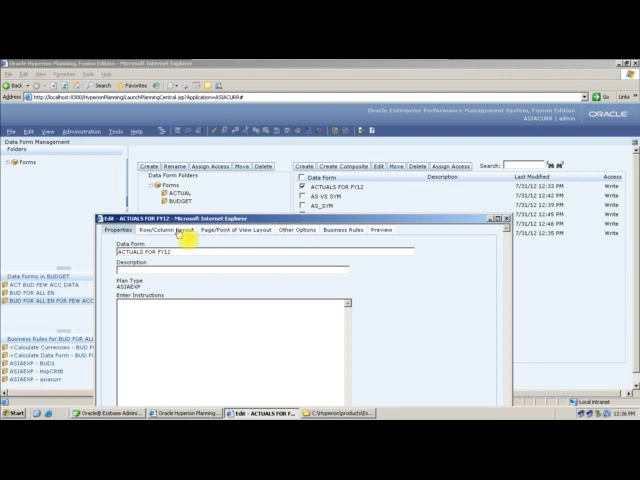 Oracle Hyperion Planning, Fusion Edition - Microsoft Internet Explorer
File Edit View Favorites Tools Help
Back Search Favorites
Address http://localhost:8300/HyperionPlanning/LaunchPlanningCentral.jsp?Application=ASIACURR# Go Links
Oracle Enterprise Performance Management System, Fusion Edition
ASIACURR | admin
ORACLE
File Edit View Administration Tools Help
Data Form Management
Folders
Forms
Create Rename Assign Access Move Delete
Data Form Folders
Forms
ACTUAL
BUDGET
Create Create Composite Edit Move Delete Assign Access Search:
Data Form Description Last Modified Access
ACTUALS FOR FY12 7/31/12 12:33 PM Write
AS VS SYM 7/31/12 12:34 PM Write
AS_SYM 7/31/12 12:34 PM Write
7/31/12 12:34 PM Write
7/31/12 12:42 PM Write
7/31/12 12:35 PM Write
Edit - ACTUALS FOR FY12 - Microsoft Internet Explorer
Properties Row/Column Layout Page/Point of View Layout Other Options Business Rules Preview
Data Form
ACTUALS FOR FY12
Description
Plan Type
ASIAEXP
Enter Instructions
Data Forms in BUDGET
ACT BUD FEW ACC DATA
BUD FOR ALL EN
BUD FOR ALL EN FOR FEW ACC
Business Rules for BUD FOR ALL
<Calculate Currencies - BUD F
<Calculate Data Form - BUD F
ASIAEXP - BUD1
ASIAEXP - HspCRtB
ASIAEXP - asiacurr
Local intranet
Start Oracle® Essbase Admini... Oracle Hyperion Planning... Edit - ACTUALS FOR F... C:\Hyperion\products\Es... 12:36 PM